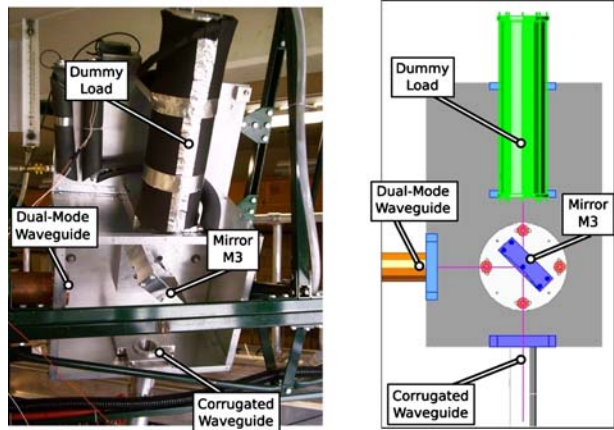 Dummy
Load
Dual-Mode
Waveguide
Mirror
M3
Corrugated
Waveguide
Dummy
Load
Dual-Mode
Waveguide
Mirror
M3
Corrugated
Waveguide